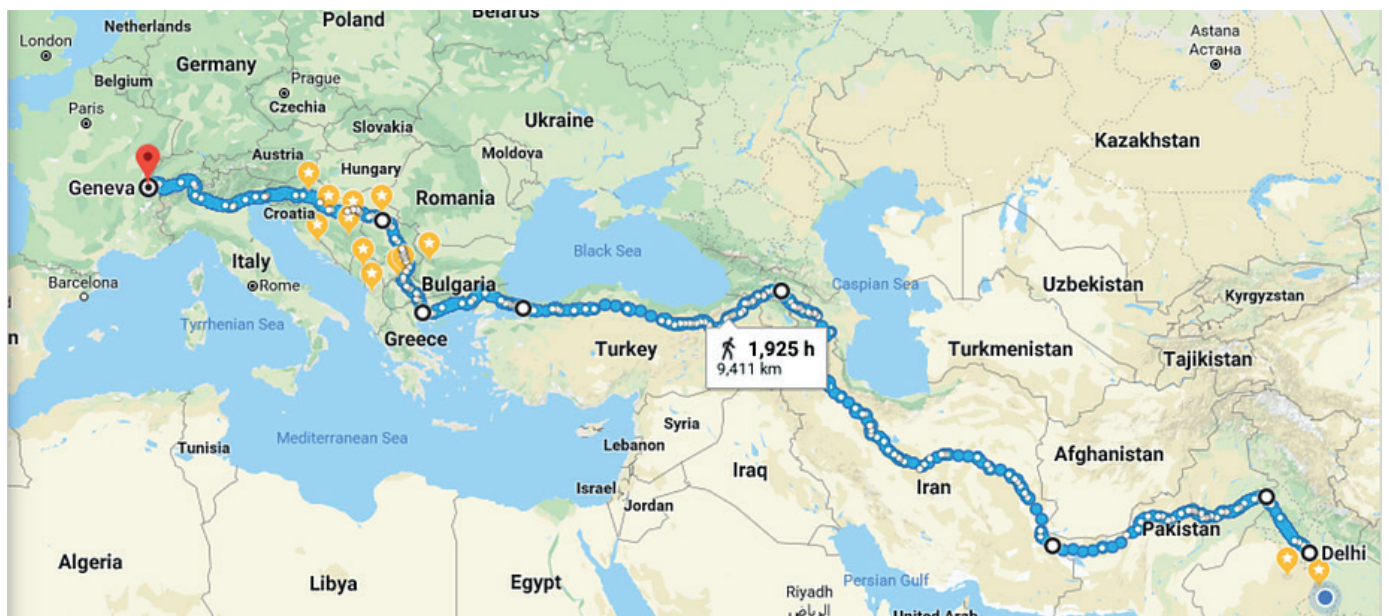 Poland
Belarus
Netherlands
London
Germany
Astana
Астана
Belgium
Prague
Paris
Czechia
Ukraine
Kazakhstan
Slovakia
Austria
Hungary
Moldova
Geneva
Romania
Croatia
Black Sea
Caspian Sea
Italy
Barcelona
Rome
Bulgaria
Uzbekistan
Kyrgyzstan
Tyrrhenian Sea
Greece
Turkey
1,925 h
9,411 km
Turkmenistan
Tajikistan
Mediterranean Sea
Tunisia
Syria
Lebanon
Afghanistan
Iraq
Iran
Israel
Jordan
Pakistan
Delhi
Algeria
Libya
Egypt
Persian Gulf
Riyadh
الرياض
United Arab